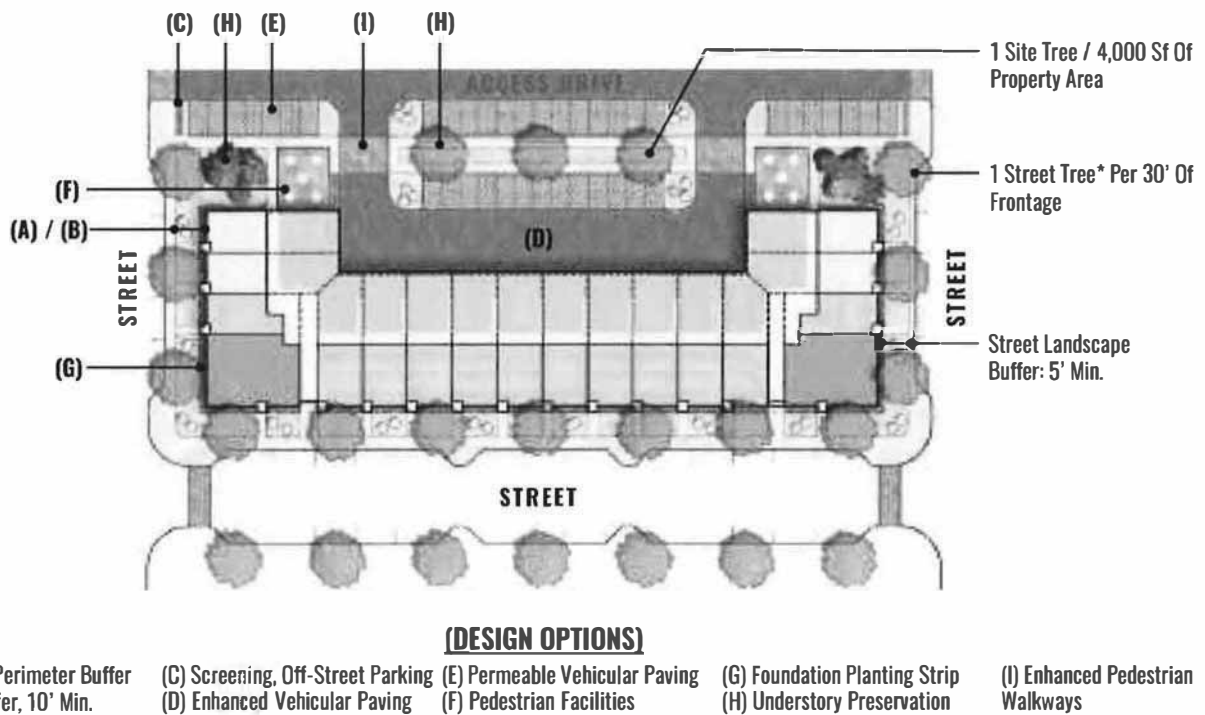 (C) (H) (E) (I) (H)
1 Site Tree / 4,000 Sf Of
Property Area
ACCESS DRIVE
(F)
1 Street Tree* Per 30' Of
Frontage
(A) / (B)
(D)
STREET
STREET
Street Landscape
Buffer: 5' Min.
(G)
STREET
(DESIGN OPTIONS)
Perimeter Buffer (C) Screening, Off-Street Parking (E) Permeable Vehicular Paving (G) Foundation Planting Strip (I) Enhanced Pedestrian
fer, 10' Min. (D) Enhanced Vehicular Paving (F) Pedestrian Facilities (H) Understory Preservation Walkways